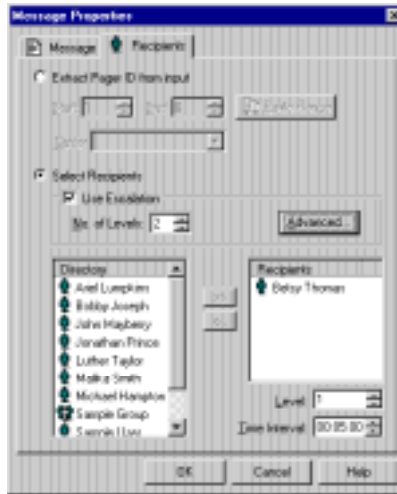 Message Properties
Message
Recipients
Extract Pager ID from input
Select Recipients
Use Escalation
No. of Levels: 2
Advanced...
Directory
Recipients
Ariel Lumpkins
Betsy Thomas
Bobby Joseph
John Mayberry
Jonathan Prince
Luther Taylor
Malika Smith
Michael Hampton
Sample Group
Sample User
Level: 1
Time Interval: 00:05:00
OK
Cancel
Help